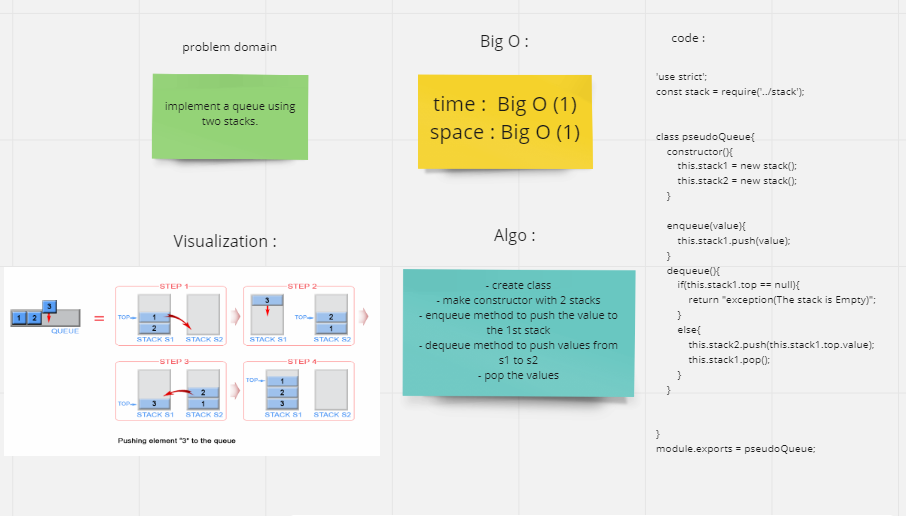 problem domain
implement a queue using
two stacks.
Big O :
time : Big O (1)
space : Big O (1)
Visualization :
STEP 1
TOP
1
2
STACK S1
STACK S2
STEP 2
3
TOP
2
1
STACK S1
STACK S2
1
2
3
QUEUE
=
STEP 3
TOP
3
2
1
STACK S1
STACK S2
STEP 4
TOP
1
2
3
STACK S1
STACK S2
Pushing element "3" to the queue
Algo :
- create class
- make constructor with 2 stacks
- enqueue method to push the value to
the 1st stack
- dequeue method to push values from
s1 to s2
- pop the values
code :
'use strict';
const stack = require('../stack');
class pseudoQueue{
constructor(){
this.stack1 = new stack();
this.stack2 = new stack();
}
enqueue(value){
this.stack1.push(value);
}
dequeue(){
if(this.stack1.top == null){
return "exception(The stack is Empty)";
}
else{
this.stack2.push(this.stack1.top.value);
this.stack1.pop();
}
}
}
module.exports = pseudoQueue;